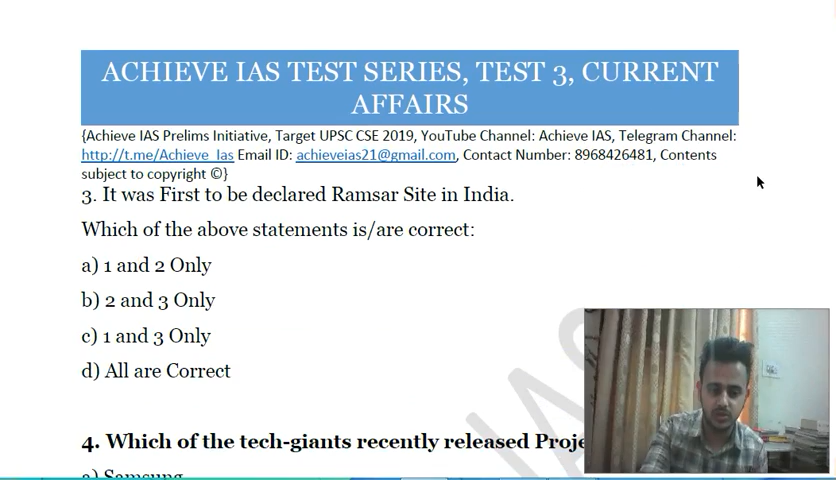 ACHIEVE IAS TEST SERIES, TEST 3, CURRENT
AFFAIRS
{Achieve IAS Prelims Initiative, Target UPSC CSE 2019, YouTube Channel: Achieve IAS, Telegram Channel:
http://t.me/Achieve_Ias Email ID: achieveias21@gmail.com, Contact Number: 8968426481, Contents
subject to copyright ©}
3. It was First to be declared Ramsar Site in India.
Which of the above statements is/are correct:
a) 1 and 2 Only
b) 2 and 3 Only
c) 1 and 3 Only
d) All are Correct
IAS
4. Which of the tech-giants recently released Proje
a) Samsung